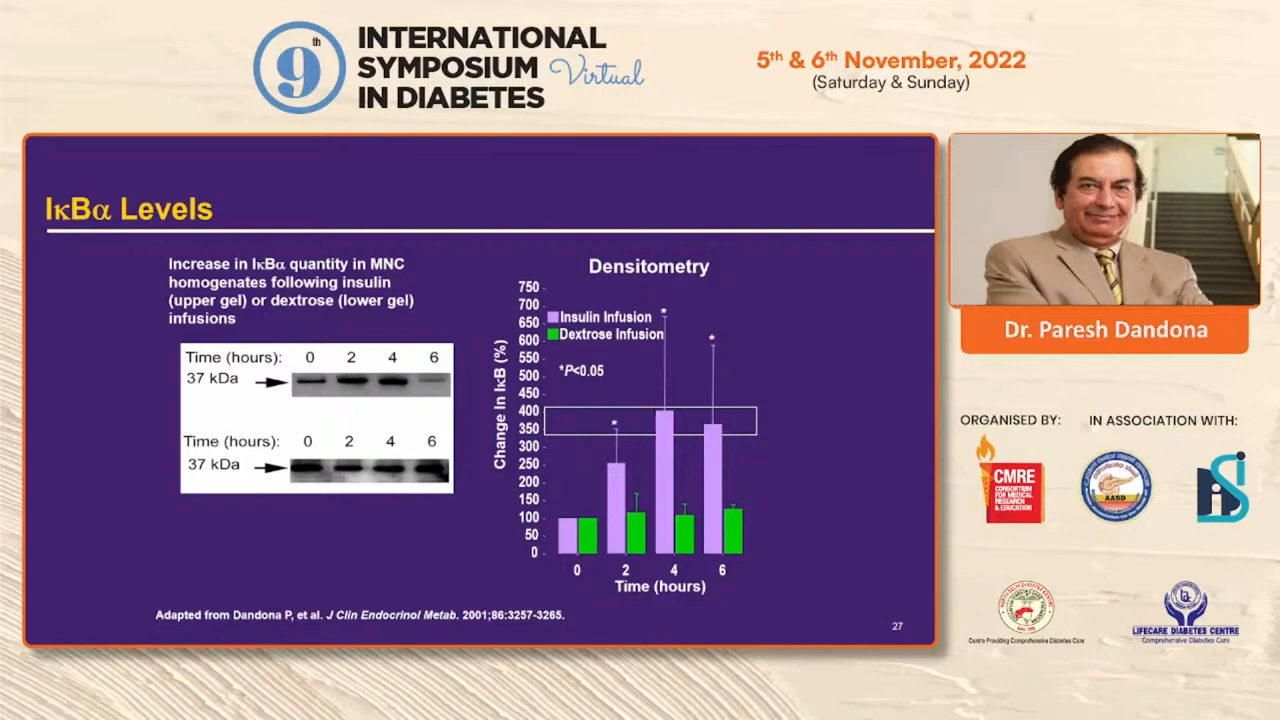 9th
INTERNATIONAL
SYMPOSIUM Virtual
IN DIABETES
5th & 6th November, 2022
(Saturday & Sunday)
IκBα Levels
Increase in IκBα quantity in MNC
homogenates following insulin
(upper gel) or dextrose (lower gel)
infusions
Time (hours): 0 2 4 6
37 kDa
Time (hours): 0 2 4 6
37 kDa
Densitometry
Change In IκB (%)
750
700
650
600
550
500
450
400
350
300
250
200
150
100
50
0
Insulin Infusion
Dextrose Infusion
*P<0.05
*
*
*
0 2 4 6
Time (hours)
Adapted from Dandona P, et al. J Clin Endocrinol Metab. 2001;86:3257-3265.
27
Dr. Paresh Dandona
ORGANISED BY:
IN ASSOCIATION WITH:
CMRE
CONSORTIUM
FOR MEDICAL
RESEARCH
& EDUCATION
AASD
Centre Providing Comprehensive Diabetes Care
LIFECARE DIABETES CENTRE
Comprehensive Diabetes Care